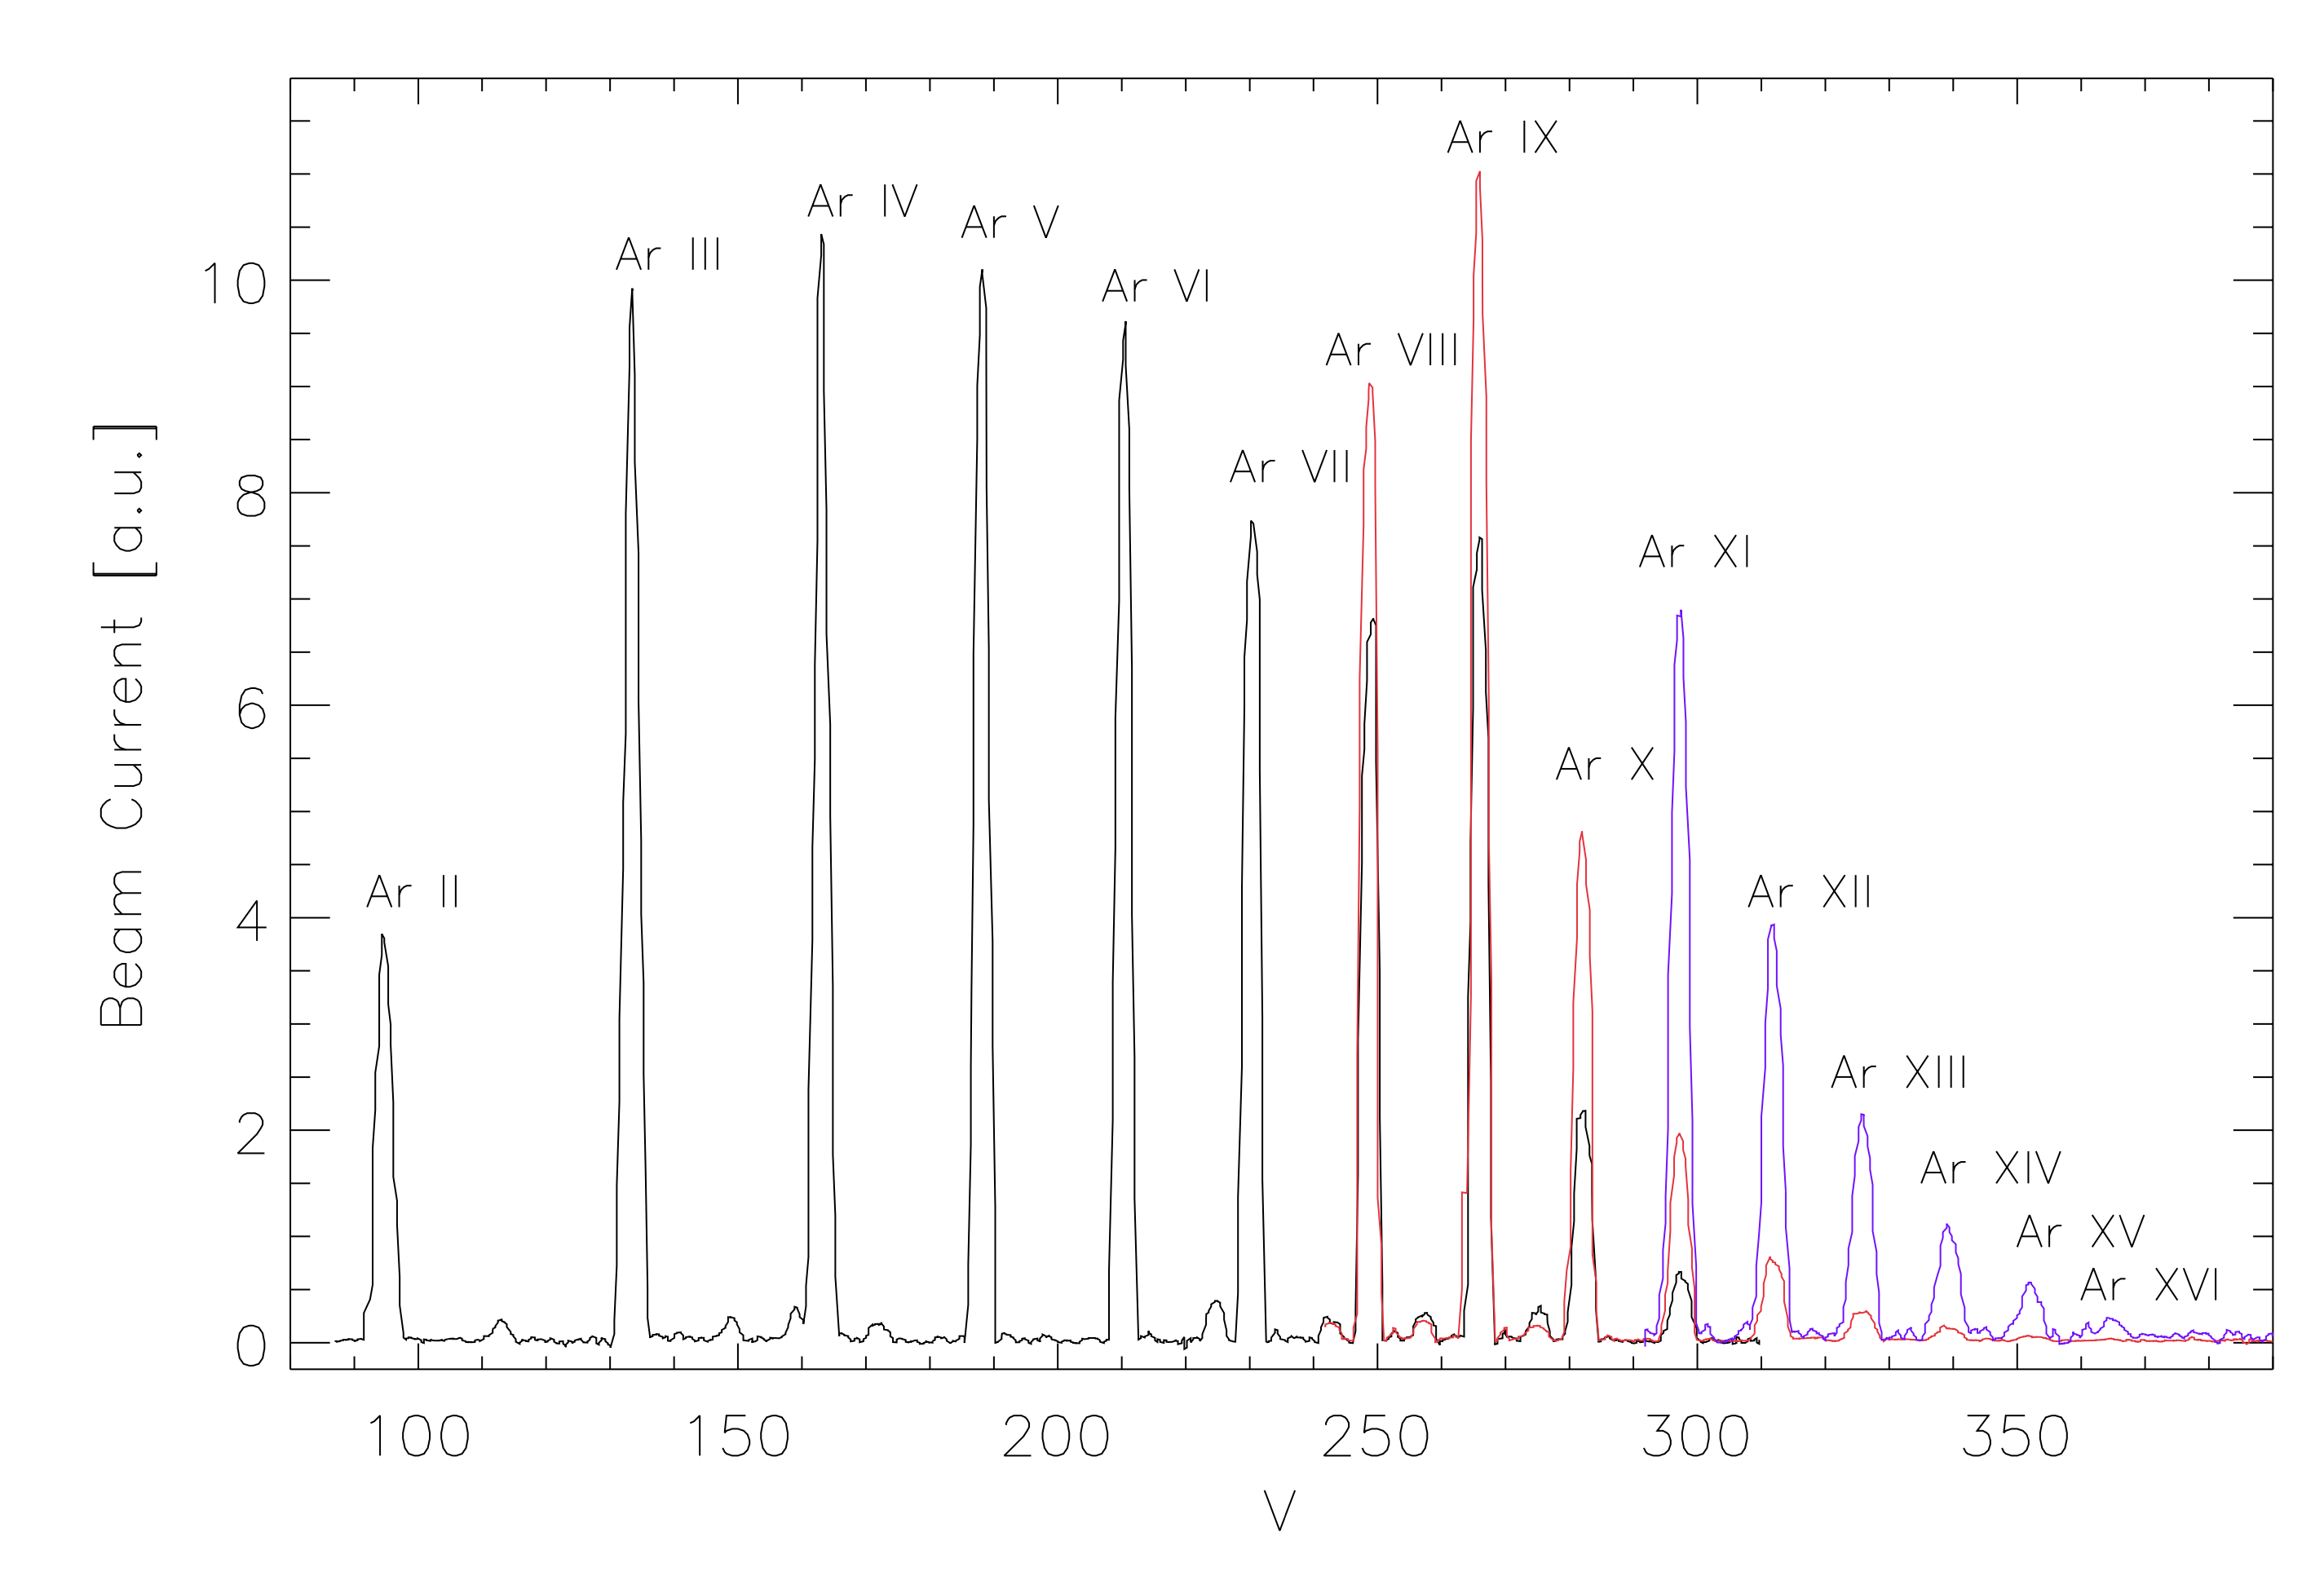 Ar IX
Ar IV
Ar V
Ar III
Ar VI
10
Ar VIII
Ar VII
8
Ar XI
6
Ar X
Ar II
Ar XII
4
Ar XIII
2
Ar XIV
Ar XV
Ar XVI
0
Beam Current [a.u.]
100 150 200 250 300 350
V